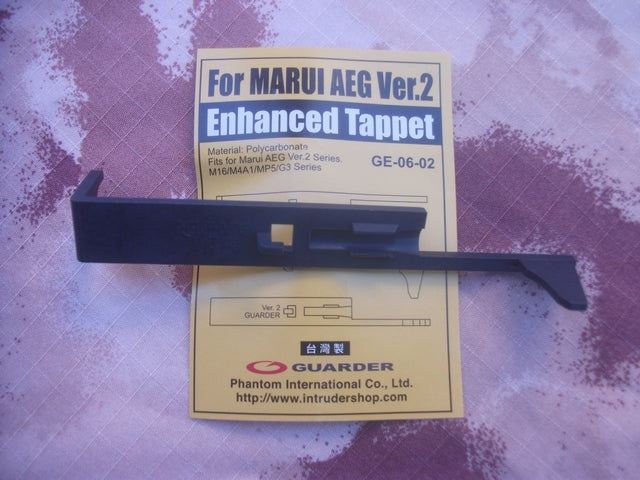 For MARUI AEG Ver.2
Enhanced Tappet
Material: Polycarbonate
Fits for Marui AEG Ver.2 Series.
M16/M4A1/MP5/G3 Series
GE-06-02
Ver. 2
GUARDER
台灣製
GUARDER
Phantom International Co., Ltd.
http://www.intrudershop.com